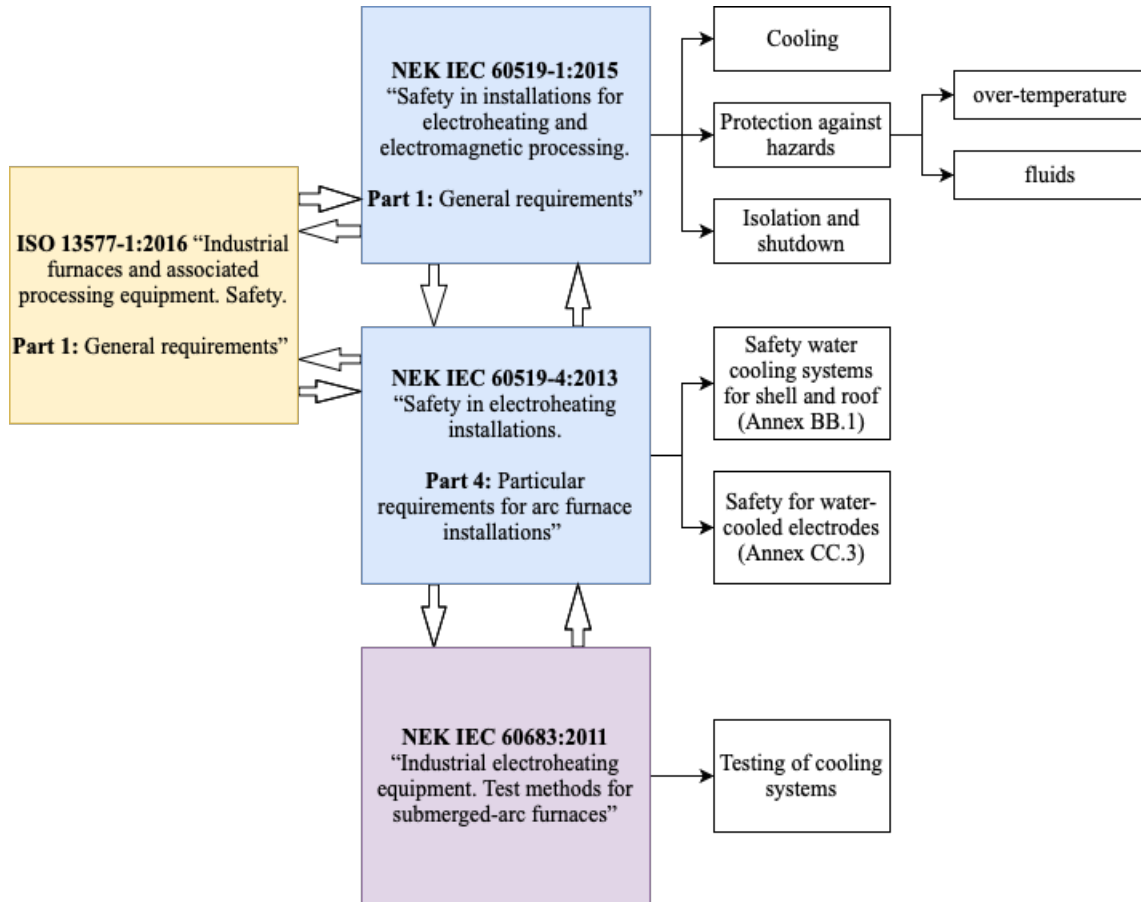 NEK IEC 60519-1:2015
“Safety in installations for
electroheating and
electromagnetic processing.
Part 1: General requirements”
Cooling
Protection against
hazards
over-temperature
fluids
Isolation and
shutdown
ISO 13577-1:2016 “Industrial
furnaces and associated
processing equipment. Safety.
Part 1: General requirements”
NEK IEC 60519-4:2013
“Safety in electroheating
installations.
Part 4: Particular
requirements for arc furnace
installations”
Safety water
cooling systems
for shell and roof
(Annex BB.1)
Safety for water-
cooled electrodes
(Annex CC.3)
NEK IEC 60683:2011
“Industrial electroheating
equipment. Test methods for
submerged-arc furnaces”
Testing of cooling
systems